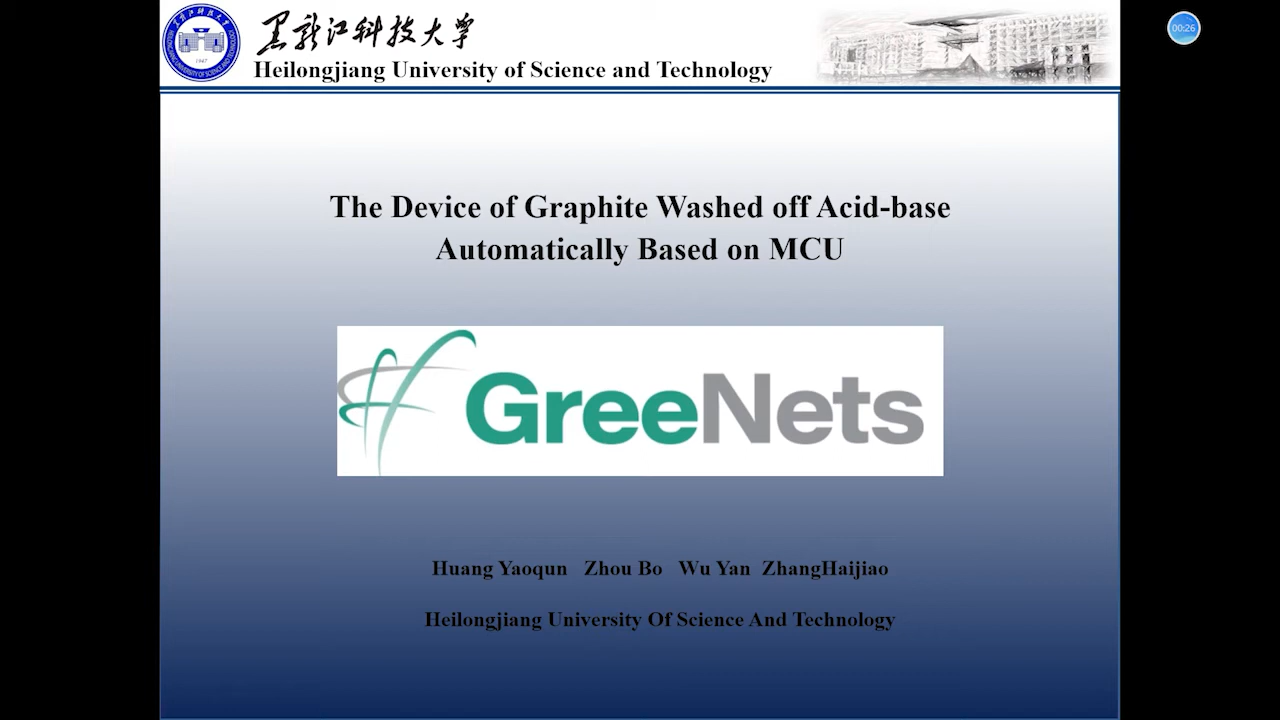 黑龙江科技大学
Heilongjiang University of Science and Technology
00:26
The Device of Graphite Washed off Acid-base
Automatically Based on MCU
GreeNets
Huang Yaoqun Zhou Bo Wu Yan ZhangHaijiao
Heilongjiang University Of Science And Technology